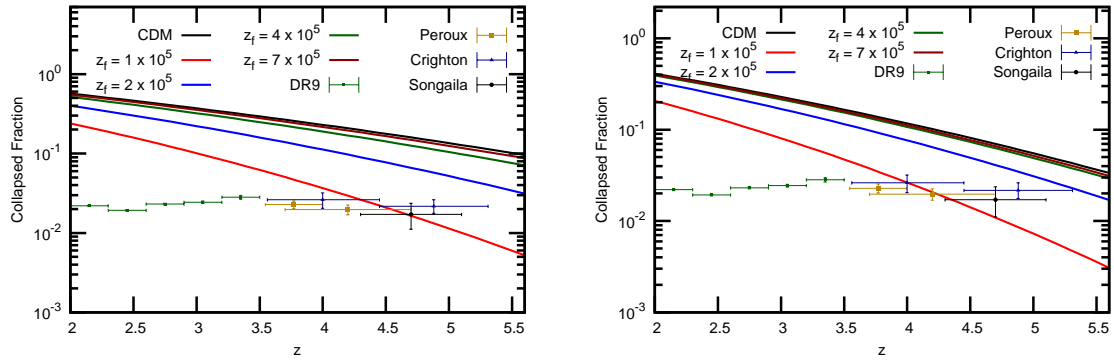 CDM
z_f = 1 x 10^5
z_f = 2 x 10^5
z_f = 4 x 10^5
z_f = 7 x 10^5
DR9
Peroux
Crighton
Songaila
Collapsed Fraction
10^0
10^-1
10^-2
10^-3
2 2.5 3 3.5 4 4.5 5 5.5
z
CDM
z_f = 1 x 10^5
z_f = 2 x 10^5
z_f = 4 x 10^5
z_f = 7 x 10^5
DR9
Peroux
Crighton
Songaila
Collapsed Fraction
10^0
10^-1
10^-2
10^-3
2 2.5 3 3.5 4 4.5 5 5.5
z